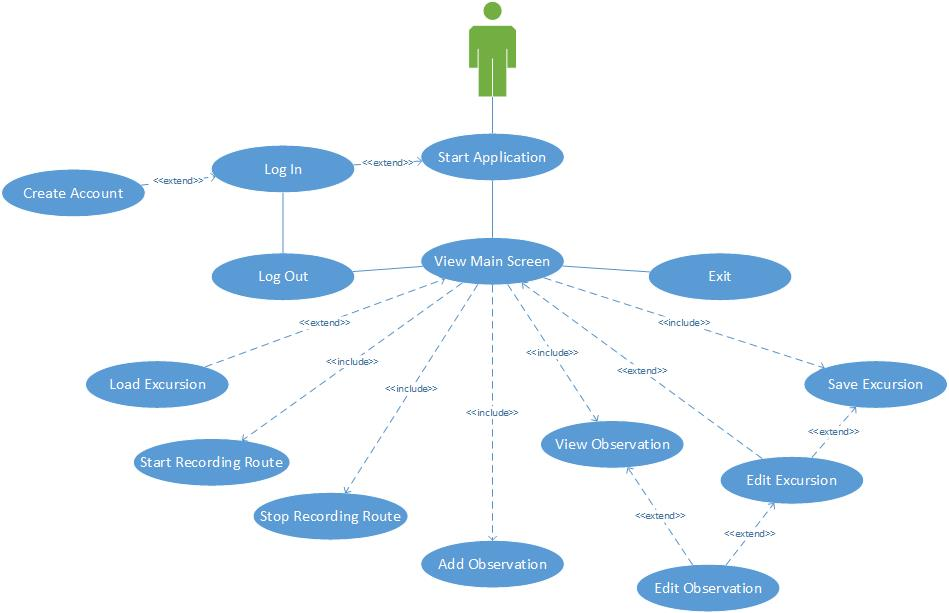 Start Application
<<extend>>
Log In
<<extend>>
Create Account
Log Out
View Main Screen
Exit
<<extend>>
<<include>>
<<include>>
<<include>>
<<include>>
<<extend>>
<<include>>
Load Excursion
Save Excursion
<<extend>>
View Observation
Start Recording Route
Edit Excursion
Stop Recording Route
<<extend>>
<<extend>>
Add Observation
Edit Observation